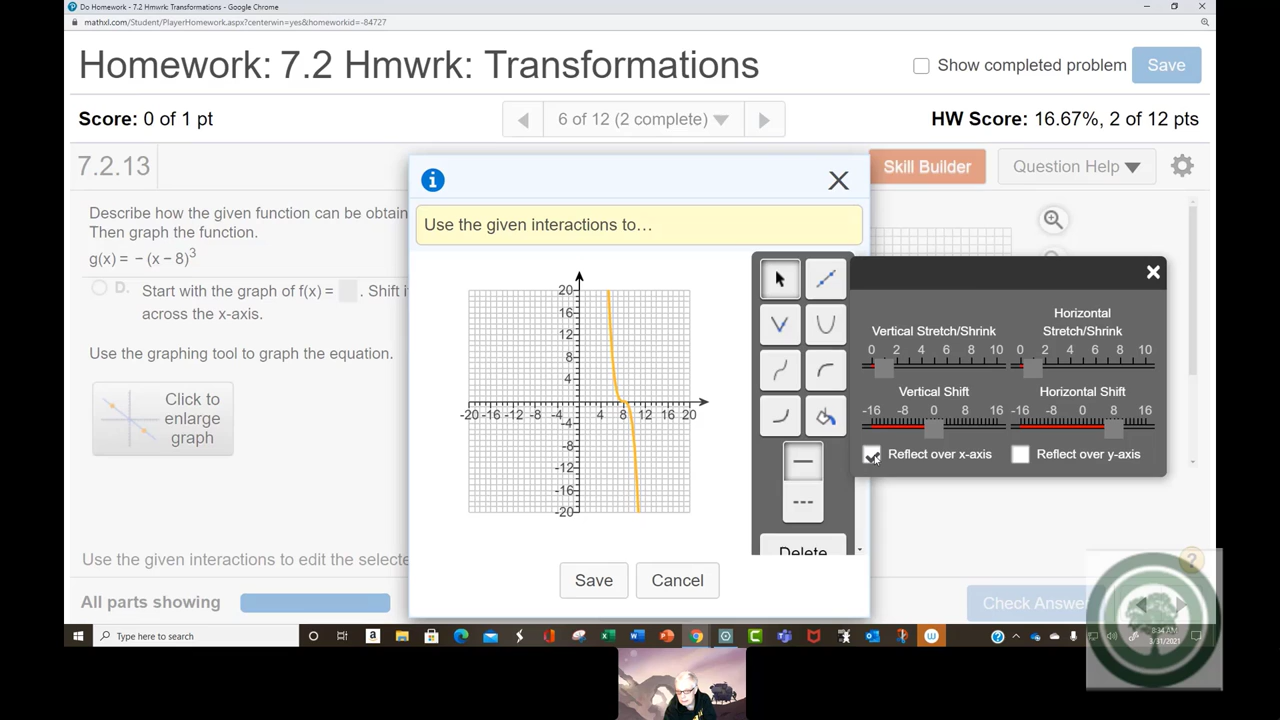 Do Homework - 7.2 Hmwrk: Transformations - Google Chrome
mathxl.com/Student/PlayerHomework.aspx?centerwin=yes&homeworkid=-84727
Homework: 7.2 Hmwrk: Transformations
Show completed problem
Save
Score: 0 of 1 pt
6 of 12 (2 complete)
HW Score: 16.67%, 2 of 12 pts
7.2.13
Skill Builder
Question Help
Describe how the given function can be obtain
Then graph the function.
g(x) = −(x−8)³
D. Start with the graph of f(x) = . Shift i
across the x-axis.
Use the graphing tool to graph the equation.
Click to
enlarge
graph
Use the given interactions to edit the selecte
All parts showing
Check Answe
?
i
Use the given interactions to…
20
16
12
8
4
-20 -16 -12 -8 -4 4 8 12 16 20
-4
-8
-12
-16
-20
Delete
Save
Cancel
Vertical Stretch/Shrink
0 2 4 6 8 10
Horizontal
Stretch/Shrink
0 2 4 6 8 10
Vertical Shift
-16 -8 0 8 16
Horizontal Shift
-16 -8 0 8 16
Reflect over x-axis
Reflect over y-axis
Type here to search
8:34 AM
3/31/2021